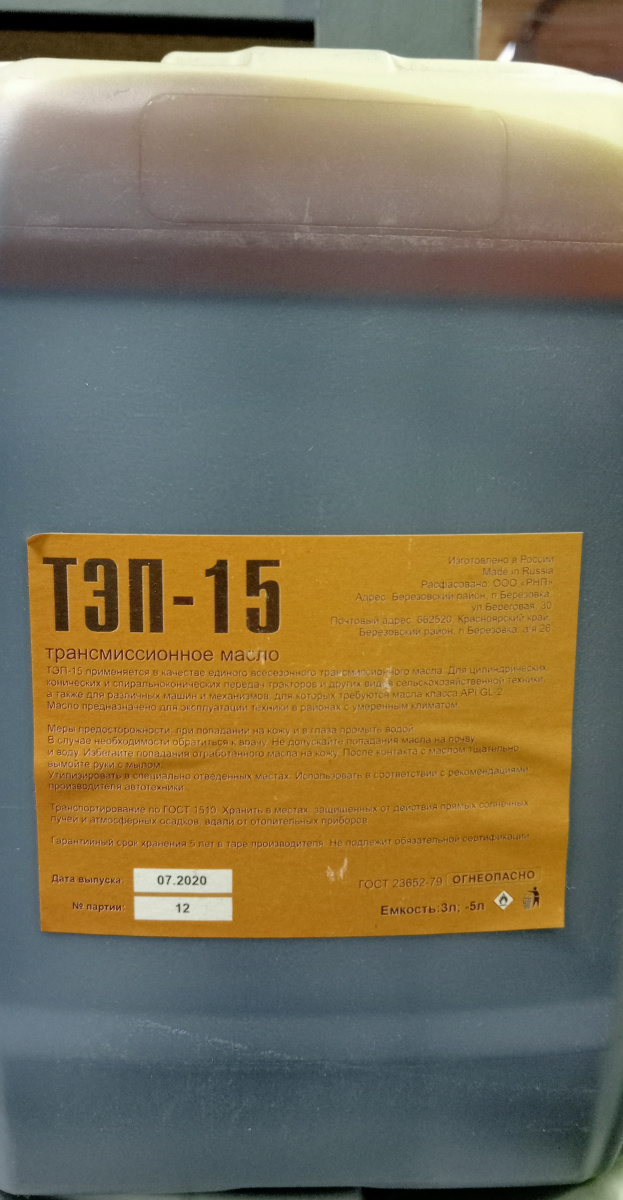 ТЭП-15
трансмиссионное масло
Изготовлено в России
Made in Russia
Расфасовано: ООО «РНП»
Адрес: Березовский район, п.Березовка,
ул.Береговая, 30
Почтовый адрес: 662520, Красноярский край,
Березовский район, п.Березовка, а/я 26
ТЭП-15 применяется в качестве единого всесезонного трансмиссионного масла. Для цилиндрических,
конических и спиральноконических передач тракторов и других видов сельскохозяйственной техники,
а также для различных машин и механизмов, для которых требуются масла класса API GL-2.
Масло предназначено для эксплуатации техники в районах с умеренным климатом.
Меры предосторожности: при попадании на кожу и в глаза промыть водой.
В случае необходимости обратиться к врачу. Не допускайте попадания масла на почву
и воду. Избегайте попадания отработанного масла на кожу. После контакта с маслом тщательно
вымойте руки с мылом.
Утилизировать в специально отведенных местах. Использовать в соответствии с рекомендациями
производителя автотехники.
Транспортирование по ГОСТ 1510. Хранить в местах, защищенных от действия прямых солнечных
лучей и атмосферных осадков, вдали от отопительных приборов.
Гарантийный срок хранения 5 лет в таре производителя. Не подлежит обязательной сертификации.
Дата выпуска: 07.2020
№ партии: 12
ГОСТ 23652-79 ОГНЕОПАСНО
Емкость:3л; -5л